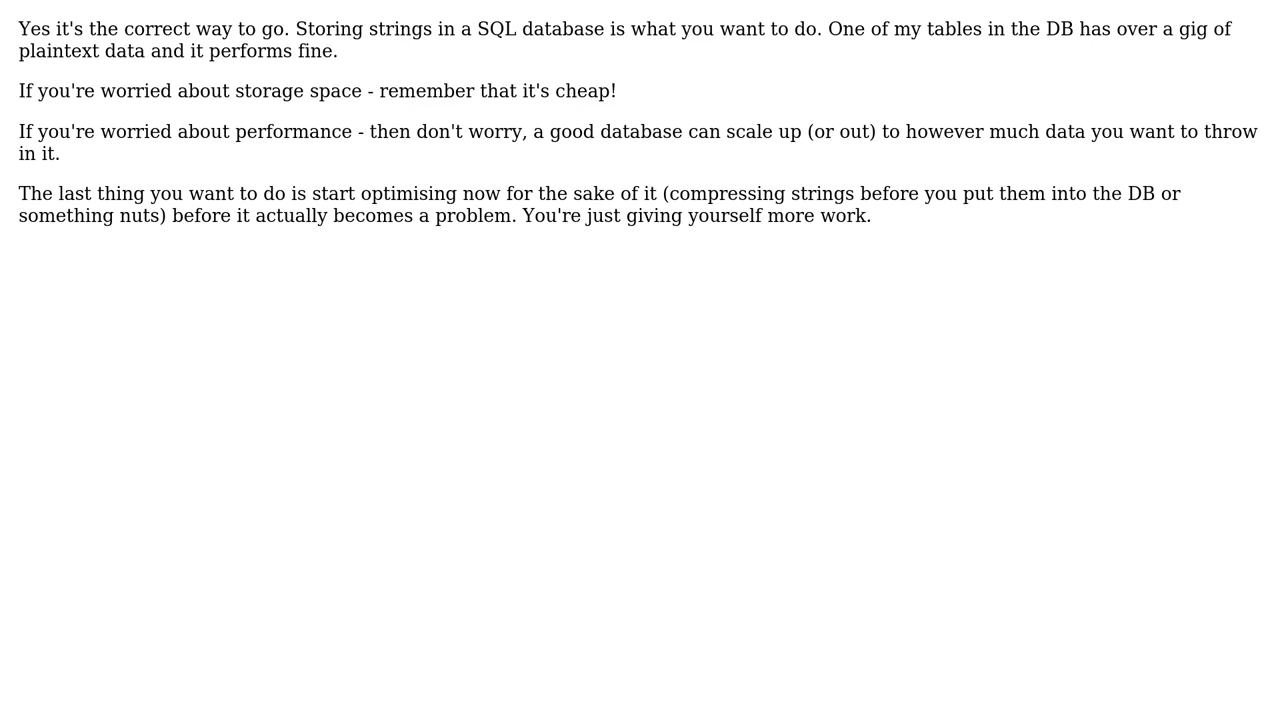 Yes it's the correct way to go. Storing strings in a SQL database is what you want to do. One of my tables in the DB has over a gig of
plaintext data and it performs fine.
If you're worried about storage space - remember that it's cheap!
If you're worried about performance - then don't worry, a good database can scale up (or out) to however much data you want to throw
in it.
The last thing you want to do is start optimising now for the sake of it (compressing strings before you put them into the DB or
something nuts) before it actually becomes a problem. You're just giving yourself more work.